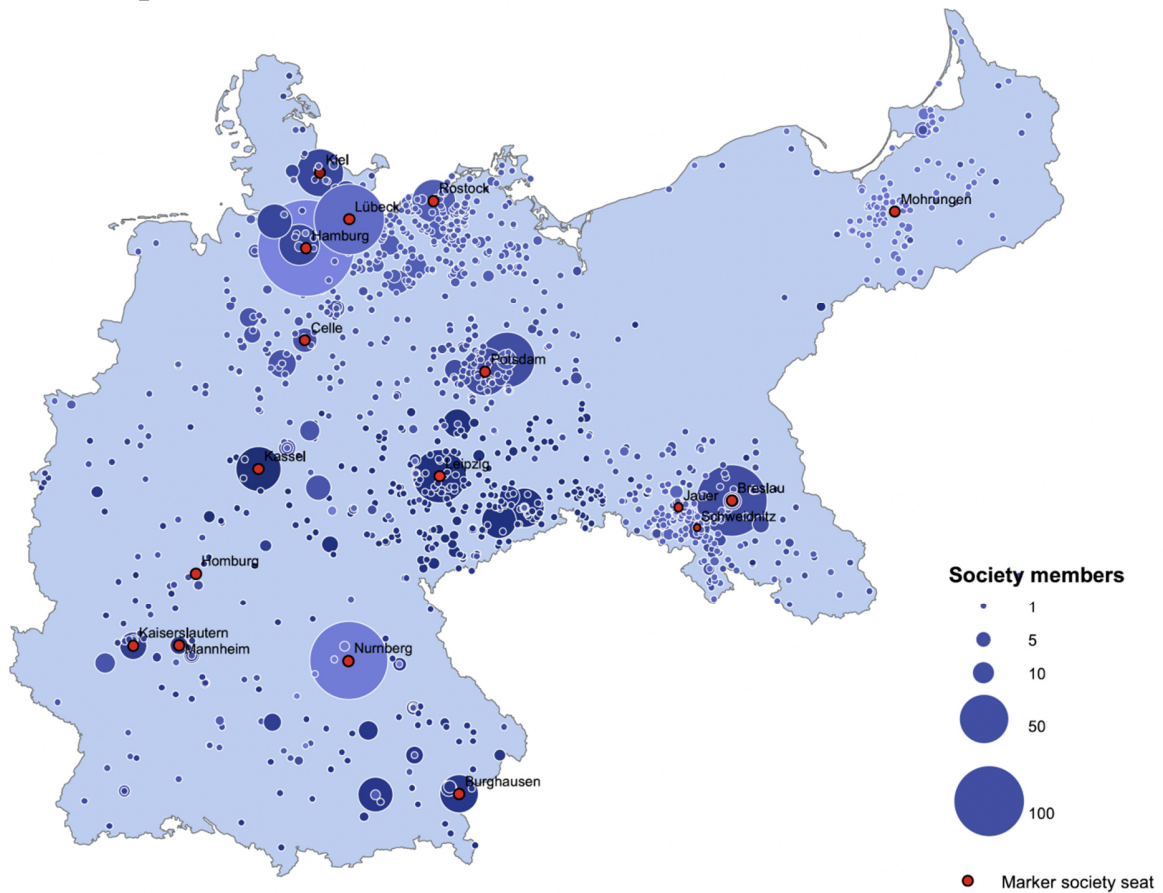 Kiel
Rostock
Lübeck
Mohrungen
Hamburg
Celle
Potsdam
Kassel
Leipzig
Breslau
Jauer
Schweidnitz
Homburg
Kaiserslautern
Mannheim
Nurnberg
Burghausen
Society members
1
5
10
50
100
Marker society seat